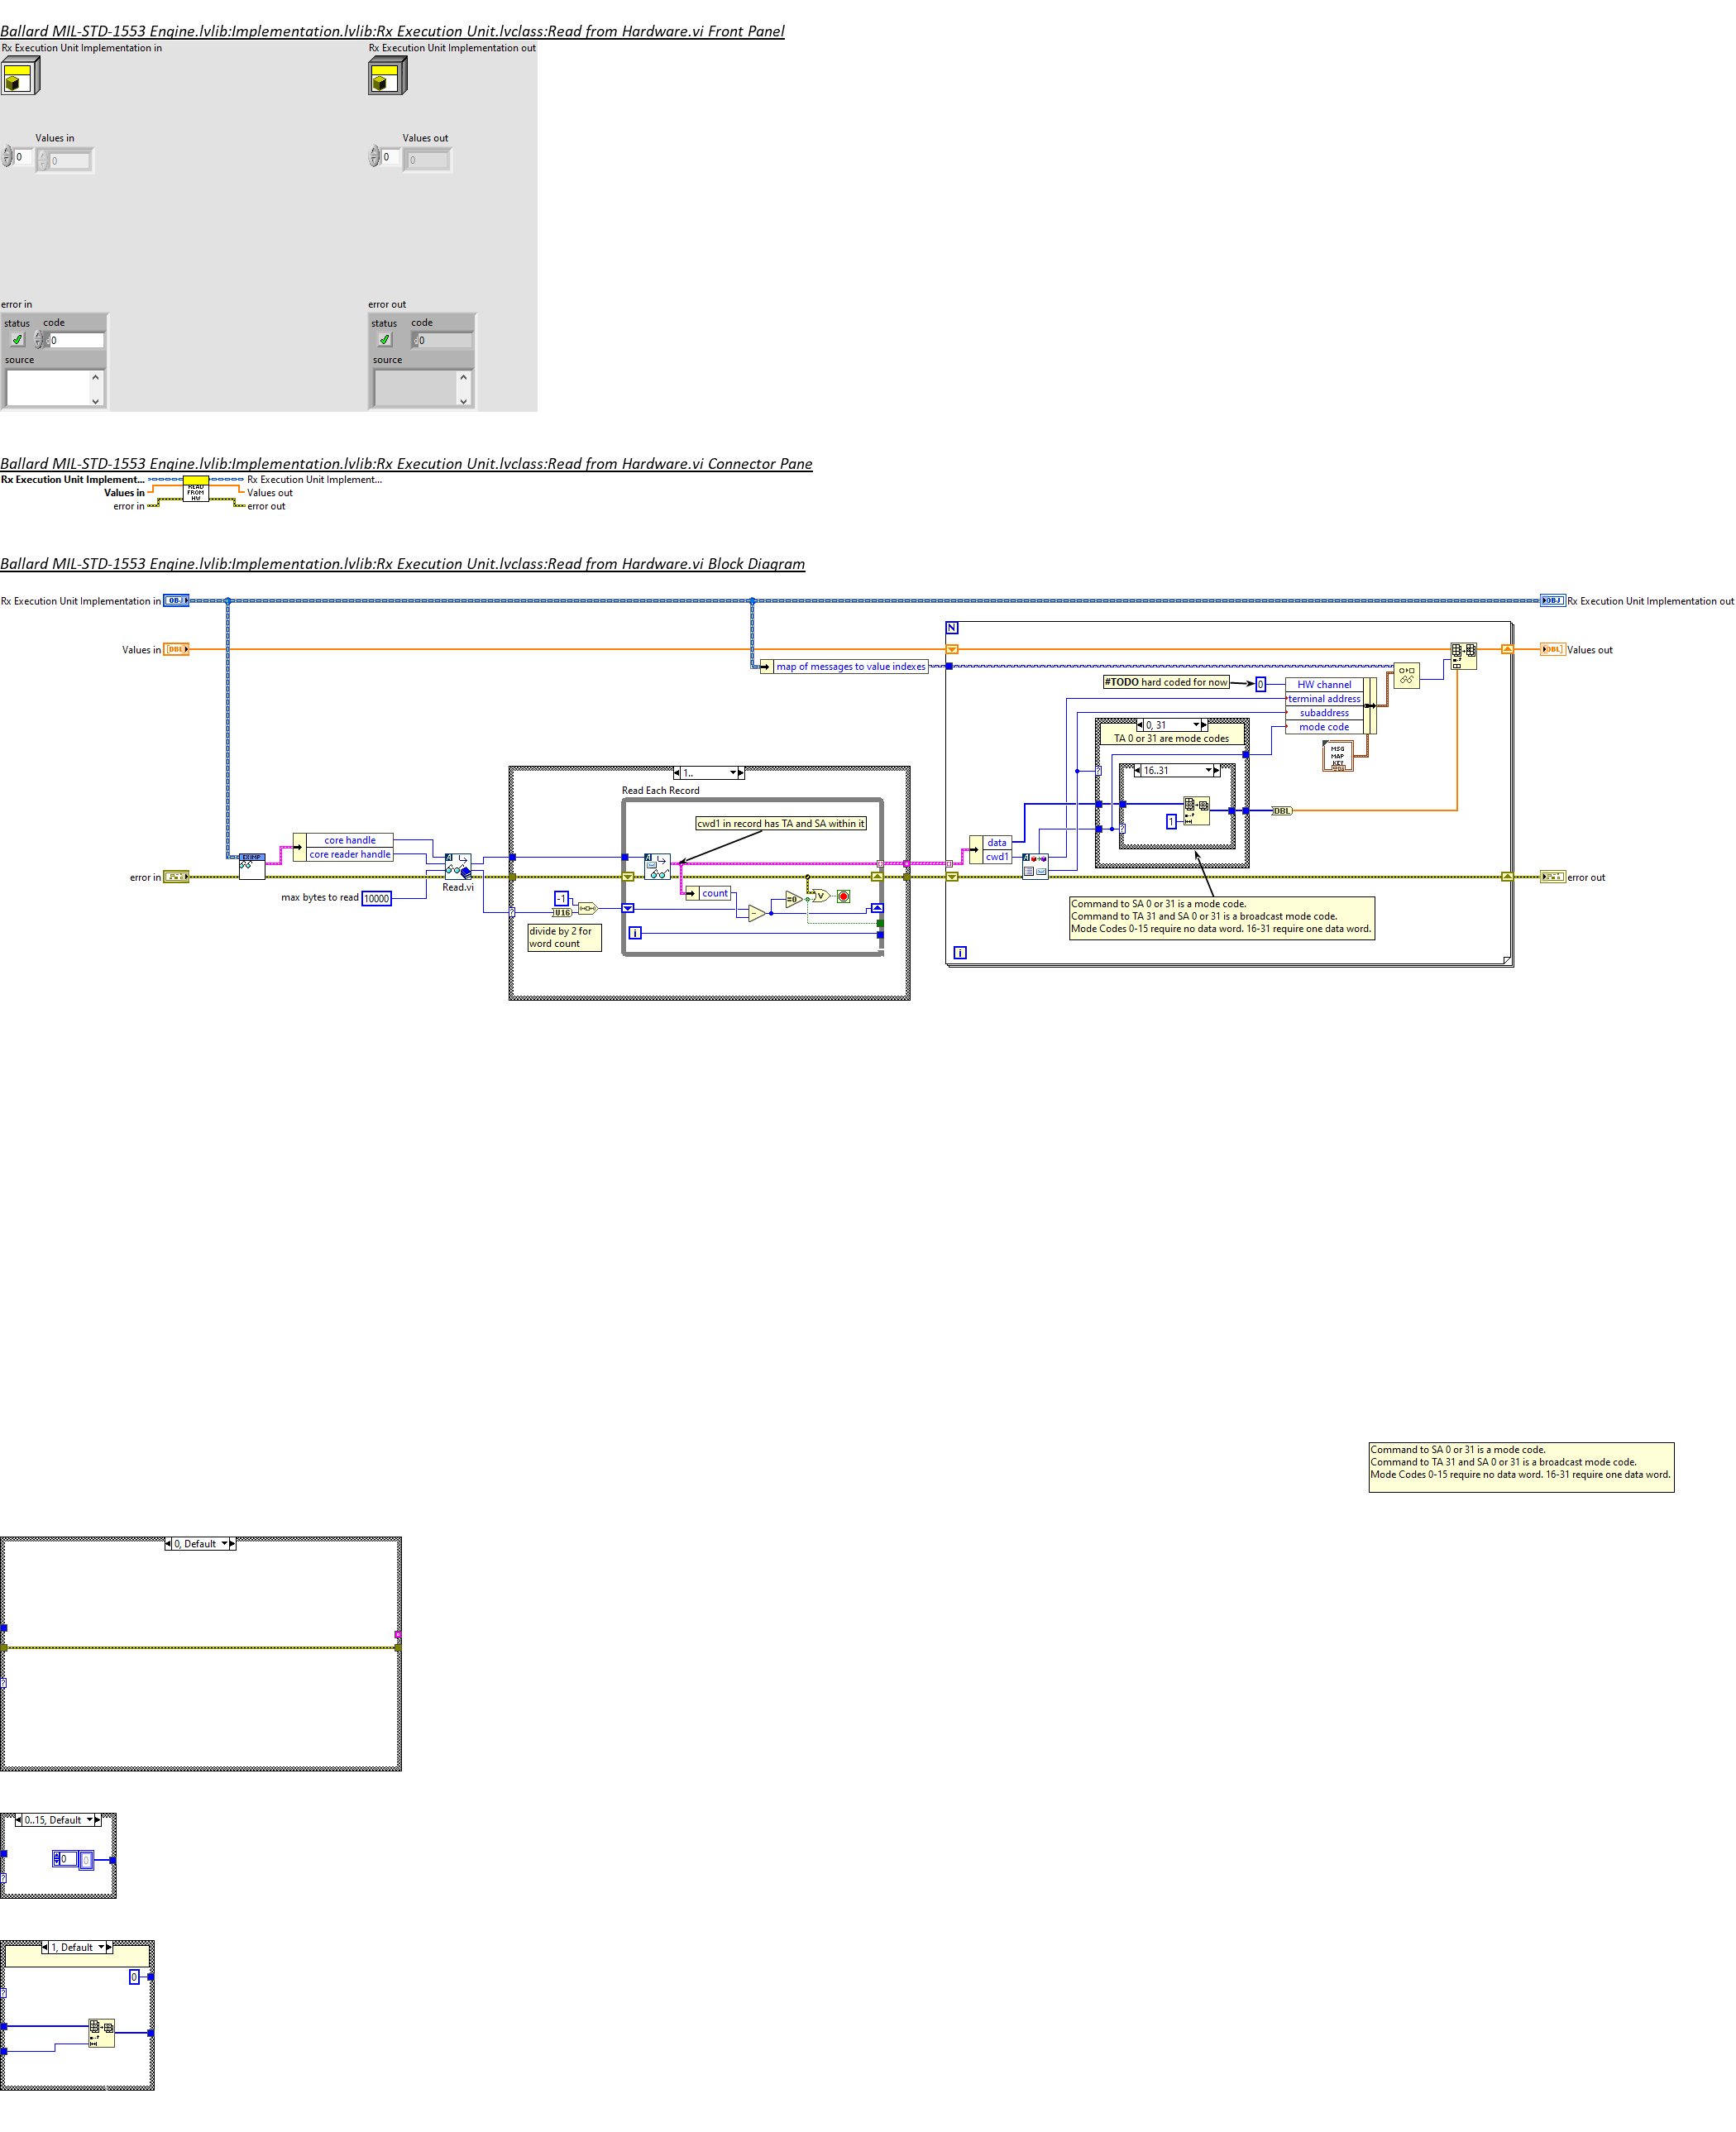 Ballard MIL-STD-1553 Engine.lvlib:Implementation.lvlib:Rx Execution Unit.lvclass:Read from Hardware.vi Front Panel
Rx Execution Unit Implementation in
Rx Execution Unit Implementation out
Values in
Values out
0
0
0
0
error in
error out
status code
status code
0
0
source
source
Ballard MIL-STD-1553 Engine.lvlib:Implementation.lvlib:Rx Execution Unit.lvclass:Read from Hardware.vi Connector Pane
Rx Execution Unit Implement...
Rx Execution Unit Implement...
Values in
READ FROM HW
Values out
error in
error out
Ballard MIL-STD-1553 Engine.lvlib:Implementation.lvlib:Rx Execution Unit.lvclass:Read from Hardware.vi Block Diagram
Rx Execution Unit Implementation in
OBJ
OBJ
Rx Execution Unit Implementation out
N
Values in
DBL
DBL
Values out
map of messages to value indexes
#TODO hard coded for now
0
HW channel
terminal address
subaddress
mode code
0, 31
TA 0 or 31 are mode codes
MSG
MAP
KEY
1..
16..31
Read Each Record
1
DBL
cwd1 in record has TA and SA within it
core handle
core reader handle
data
cwd1
error in
Read.vi
error out
max bytes to read
10000
count
-1
U16
=0
divide by 2 for
word count
i
Command to SA 0 or 31 is a mode code.
Command to TA 31 and SA 0 or 31 is a broadcast mode code.
Mode Codes 0-15 require no data word. 16-31 require one data word.
i
Command to SA 0 or 31 is a mode code.
Command to TA 31 and SA 0 or 31 is a broadcast mode code.
Mode Codes 0-15 require no data word. 16-31 require one data word.
0, Default
0..15, Default
0
0
1, Default
0